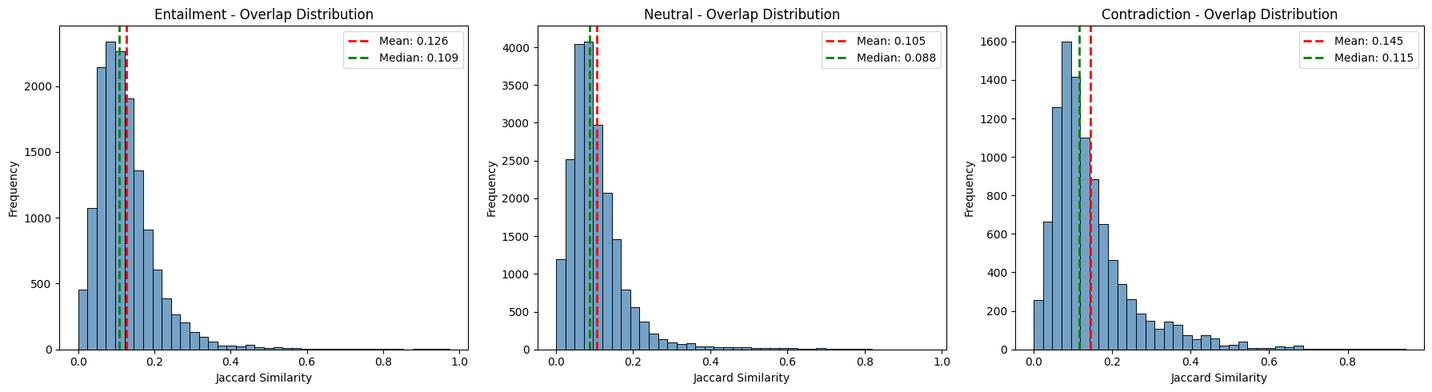 Entailment - Overlap Distribution
Mean: 0.126
Median: 0.109
Frequency
2000
1500
1000
500
0
0.0 0.2 0.4 0.6 0.8 1.0
Jaccard Similarity
Neutral - Overlap Distribution
Mean: 0.105
Median: 0.088
Frequency
4000
3500
3000
2500
2000
1500
1000
500
0
0.0 0.2 0.4 0.6 0.8 1.0
Jaccard Similarity
Contradiction - Overlap Distribution
Mean: 0.145
Median: 0.115
Frequency
1600
1400
1200
1000
800
600
400
200
0
0.0 0.2 0.4 0.6 0.8
Jaccard Similarity